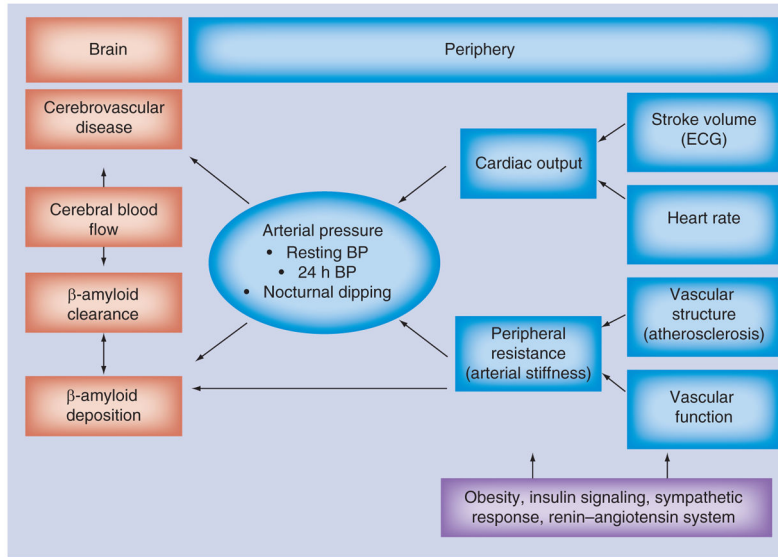 Brain
Periphery
Cerebrovascular
disease
Cerebral blood
flow
β-amyloid
clearance
β-amyloid
deposition
Arterial pressure
• Resting BP
• 24 h BP
• Nocturnal dipping
Cardiac output
Peripheral
resistance
(arterial stiffness)
Stroke volume
(ECG)
Heart rate
Vascular
structure
(atherosclerosis)
Vascular
function
Obesity, insulin signaling, sympathetic
response, renin–angiotensin system